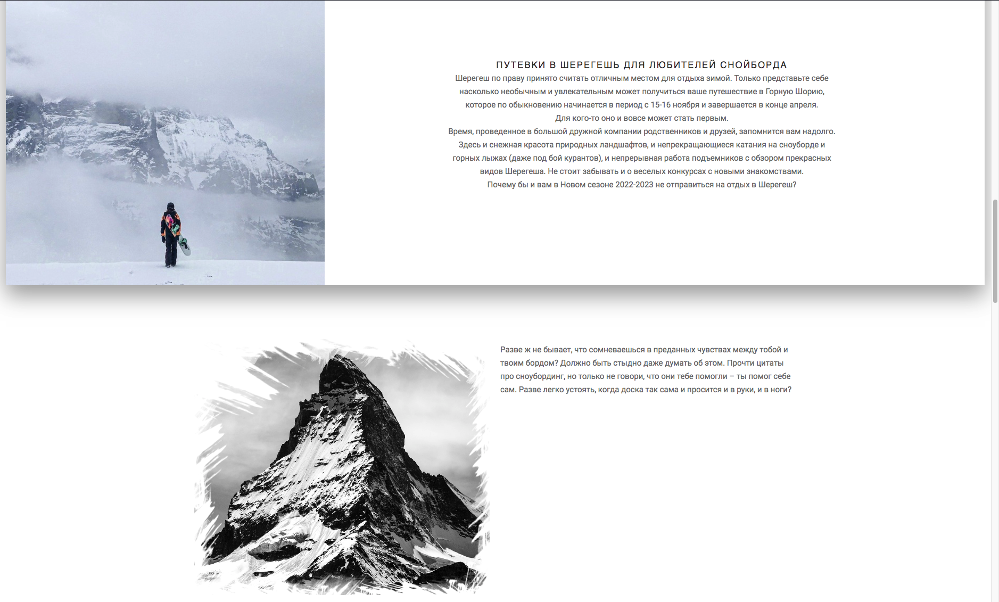 ПУТЕВКИ В ШЕРЕГЕШЬ ДЛЯ ЛЮБИТЕЛЕЙ СНОЙБОРДА
Шерегеш по праву принято считать отличным местом для отдыха зимой. Только представьте себе
насколько необычным и увлекательным может получиться ваше путешествие в Горную Шорию,
которое по обыкновению начинается в период с 15-16 ноября и завершается в конце апреля.
Для кого-то оно и вовсе может стать первым.
Время, проведенное в большой дружной компании родственников и друзей, запомнится вам надолго.
Здесь и снежная красота природных ландшафтов, и непрекращающиеся катания на сноуборде и
горных лыжах (даже под бой курантов), и непрерывная работа подъемников с обзором прекрасных
видов Шерегеша. Не стоит забывать и о веселых конкурсах с новыми знакомствами.
Почему бы и вам в Новом сезоне 2022-2023 не отправиться на отдых в Шерегеш?
Разве ж не бывает, что сомневаешься в преданных чувствах между тобой и
твоим бордом? Должно быть стыдно даже думать об этом. Прочти цитаты
про сноубординг, но только не говори, что они тебе помогли – ты помог себе
сам. Разве легко устоять, когда доска так сама и просится и в руки, и в ноги?